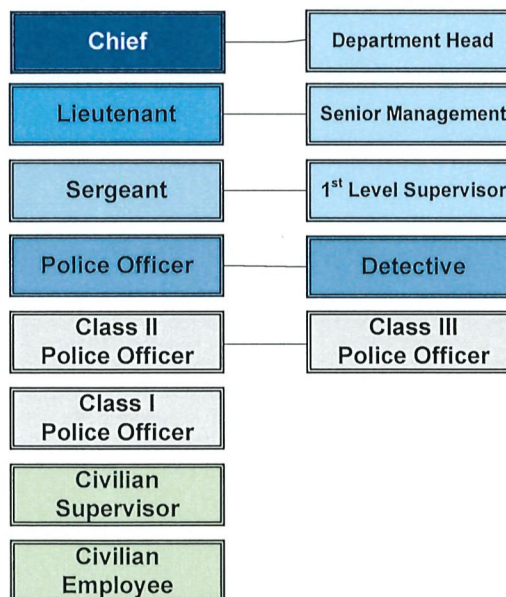 Chief
Department Head
Lieutenant
Senior Management
Sergeant
1st Level Supervisor
Police Officer
Detective
Class II
Police Officer
Class III
Police Officer
Class I
Police Officer
Civilian
Supervisor
Civilian
Employee